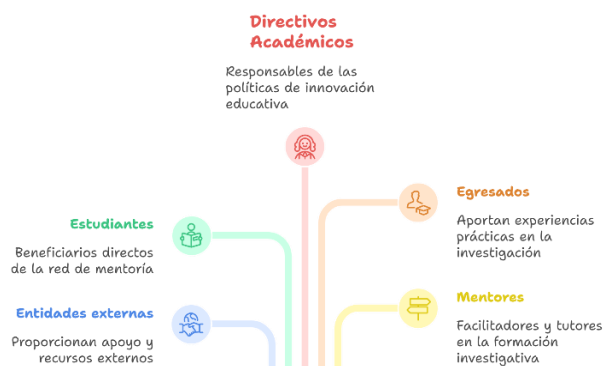 Directivos
Académicos
Responsables de las
políticas de innovación
educativa
Estudiantes
Beneficiarios directos
de la red de mentoría
Egresados
Aportan experiencias
prácticas en la
investigación
Entidades externas
Proporcionan apoyo y
recursos externos
Mentores
Facilitadores y tutores
en la formación
investigativa